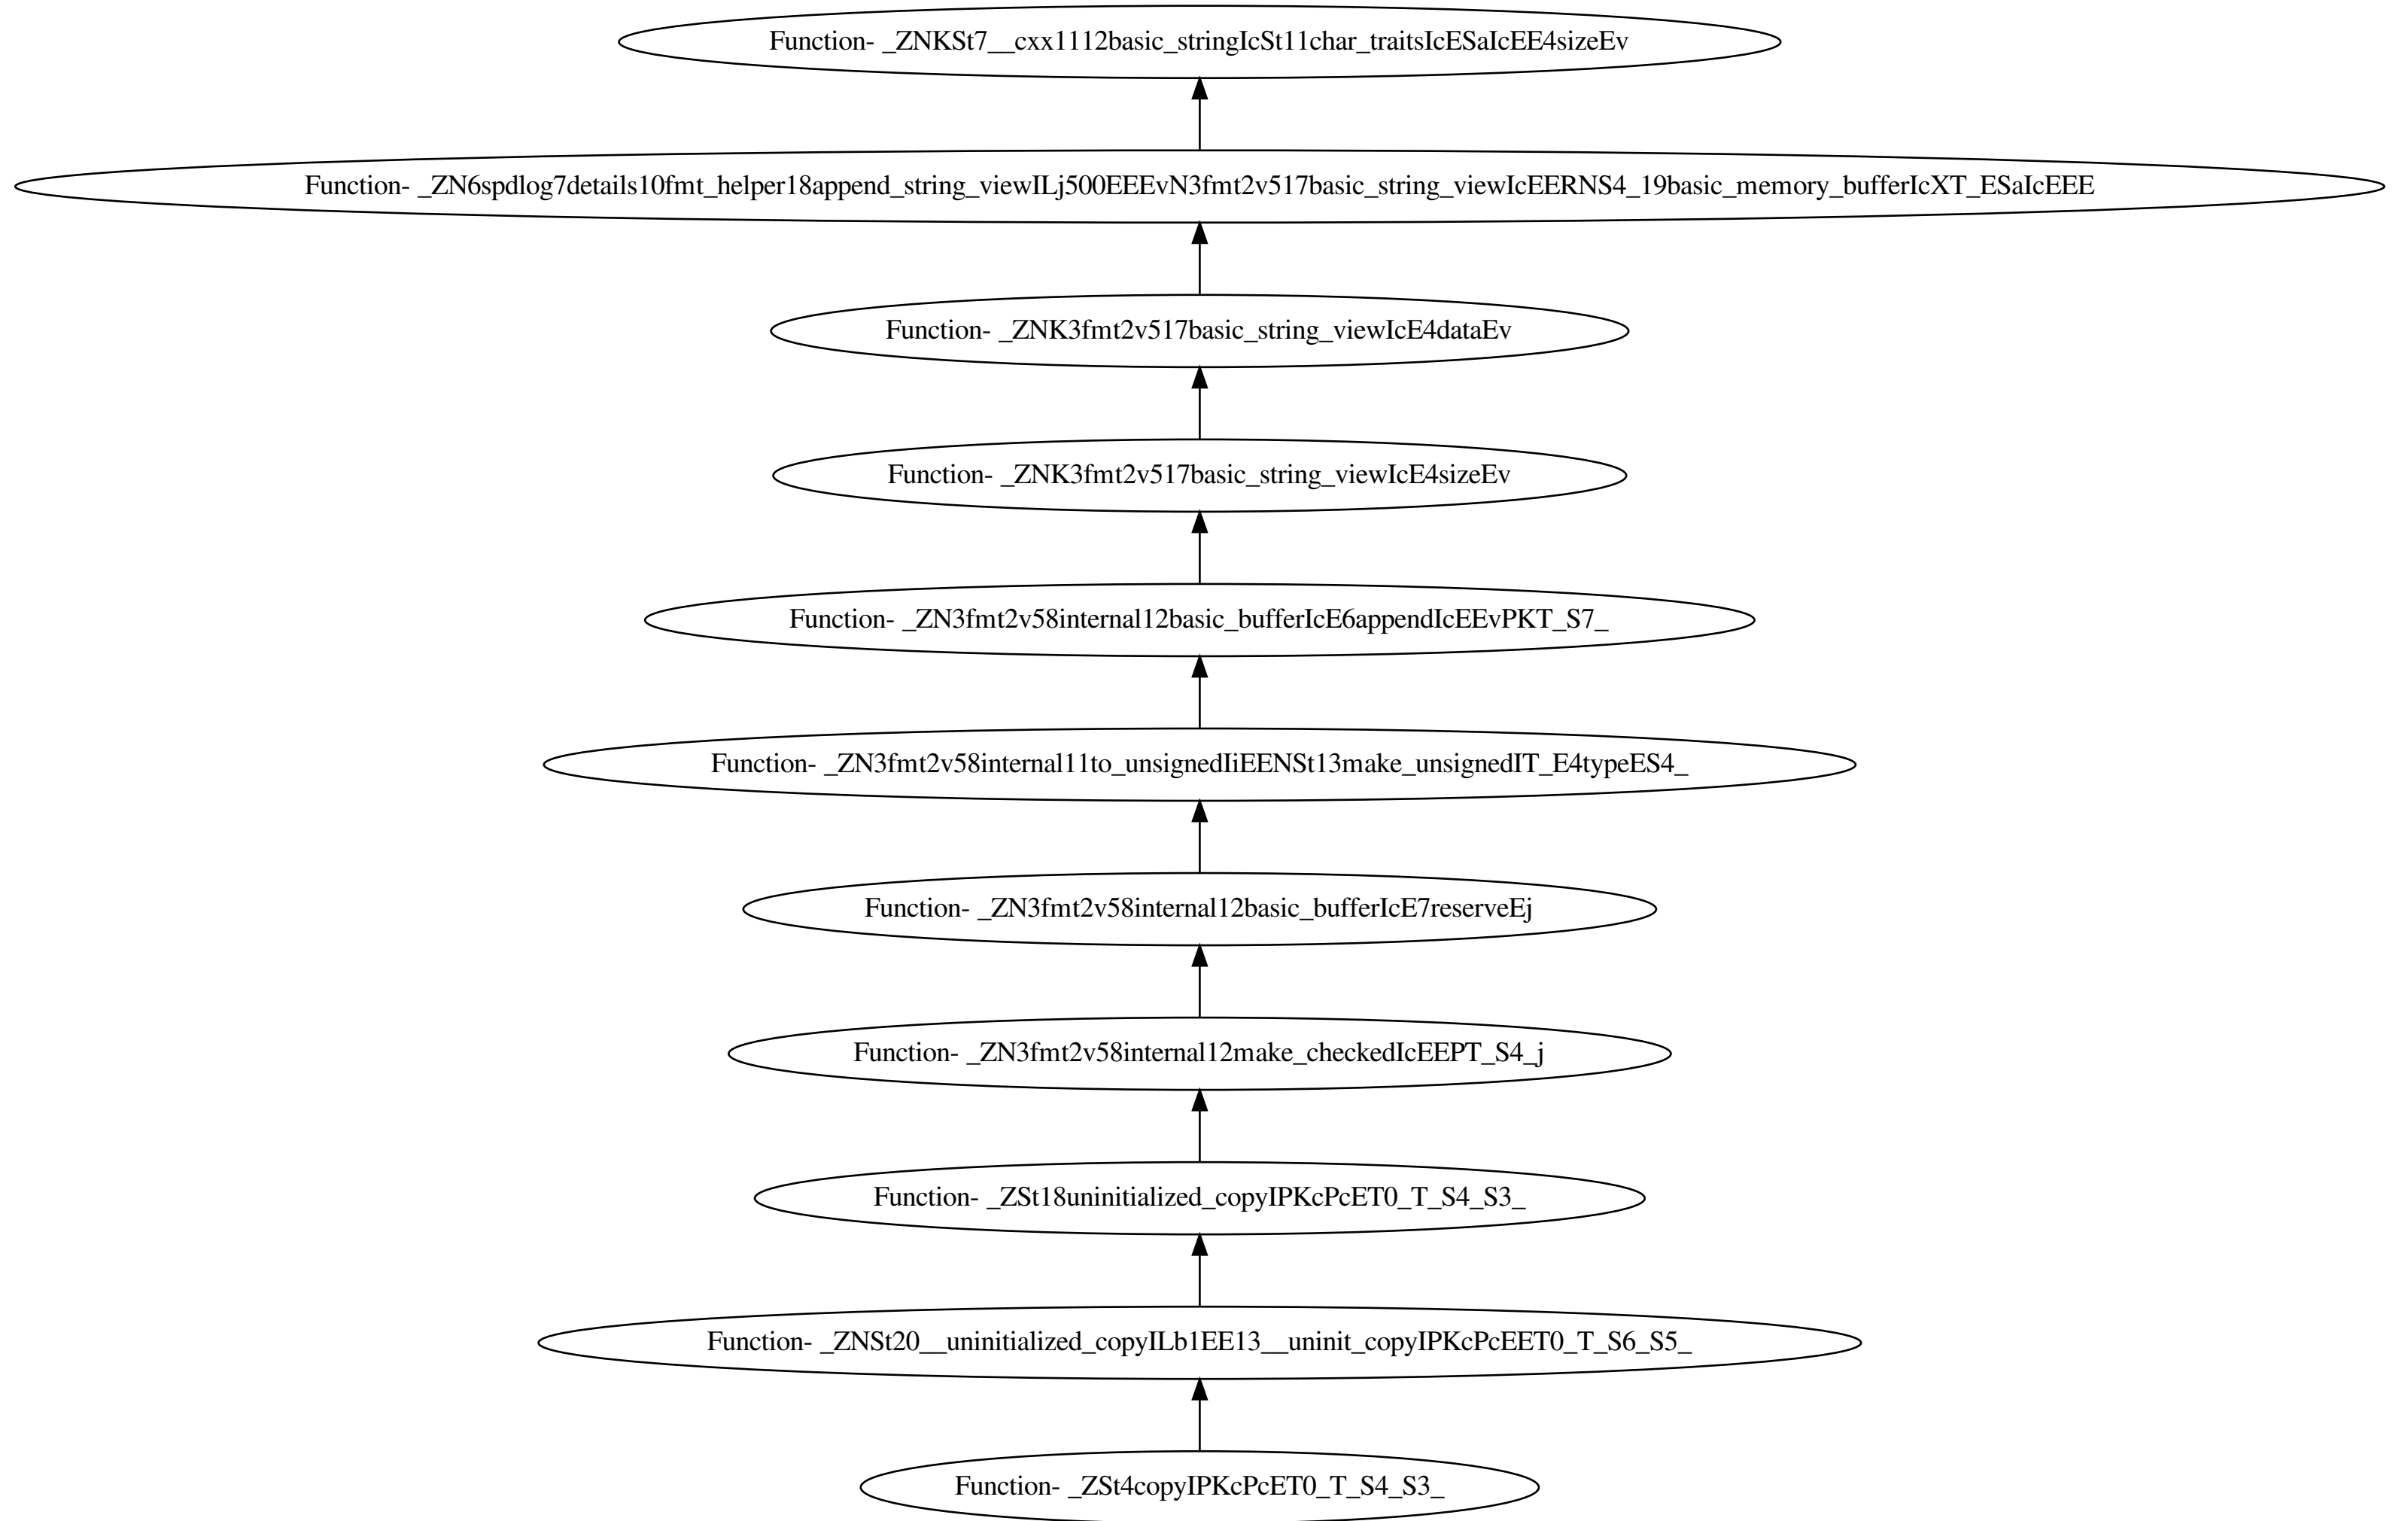 Function- _ZNKSt7__cxx1112basic_stringIcSt11char_traitsIcESaIcEE4sizeEv
Function- _ZN6spdlog7details10fmt_helper18append_string_viewILj500EEEvN3fmt2v517basic_string_viewIcEERNS4_19basic_memory_bufferIcXT_ESaIcEEE
Function- _ZNK3fmt2v517basic_string_viewIcE4dataEv
Function- _ZNK3fmt2v517basic_string_viewIcE4sizeEv
Function- _ZN3fmt2v58internal12basic_bufferIcE6appendIcEEvPKT_S7_
Function- _ZN3fmt2v58internal11to_unsignedIiEENSt13make_unsignedIT_E4typeES4_
Function- _ZN3fmt2v58internal12basic_bufferIcE7reserveEj
Function- _ZN3fmt2v58internal12make_checkedIcEEPT_S4_j
Function- _ZSt18uninitialized_copyIPKcPcET0_T_S4_S3_
Function- _ZNSt20__uninitialized_copyILb1EE13__uninit_copyIPKcPcEET0_T_S6_S5_
Function- _ZSt4copyIPKcPcET0_T_S4_S3_